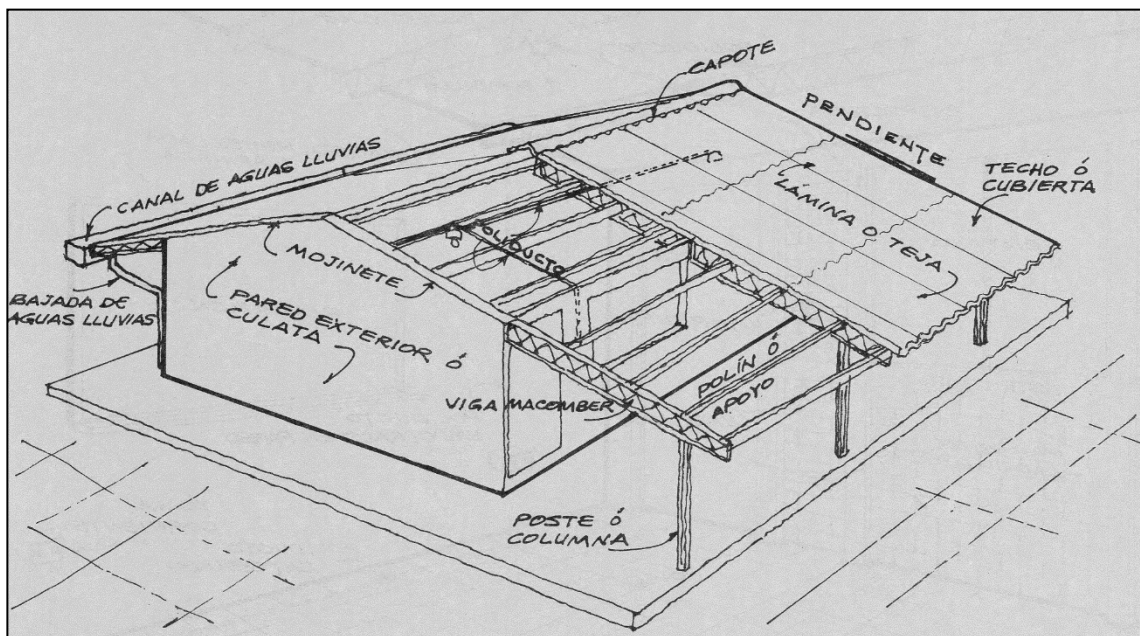 CAPOTE
PENDIENTE
CANAL DE AGUAS LLUVIAS
TECHO Ó
CUBIERTA
LÁMINA O TEJA
POLIDUCTO
MOJINETE
BAJADA DE
AGUAS LLUVIAS
PARED EXTERIOR Ó
CULATA
VIGA MACOMBER
POLÍN Ó
APOYO
POSTE Ó
COLUMNA